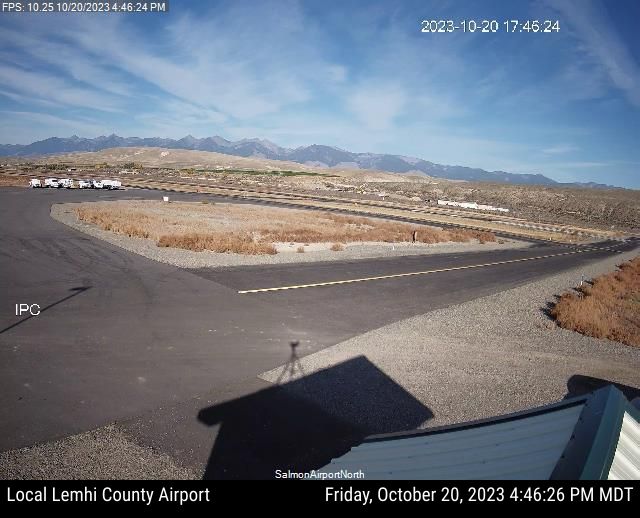 FPS: 10.25 10/20/2023 4:46:24 PM
2023-10-20 17:46:24
IPC
SalmonAirportNorth
Local Lemhi County Airport Friday, October 20, 2023 4:46:26 PM MDT